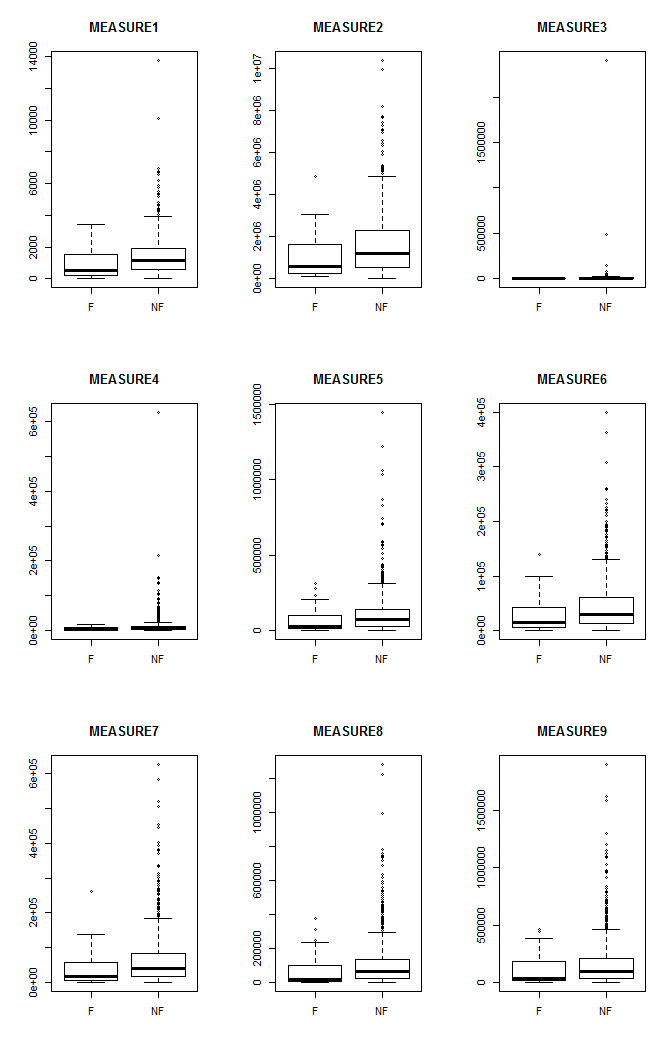 MEASURE1 MEASURE2 MEASURE3
0 2000 6000 10000 14000
F NF
0e+00 2e+06 4e+06 6e+06 8e+06 1e+07
F NF
0 500000 1500000
F NF
MEASURE4 MEASURE5 MEASURE6
0e+00 2e+05 4e+05 6e+05
F NF
0 500000 1000000 1500000
F NF
0e+00 1e+05 2e+05 3e+05 4e+05
F NF
MEASURE7 MEASURE8 MEASURE9
0e+00 2e+05 4e+05 6e+05
F NF
0 200000 600000 1000000
F NF
0 500000 1000000 1500000
F NF